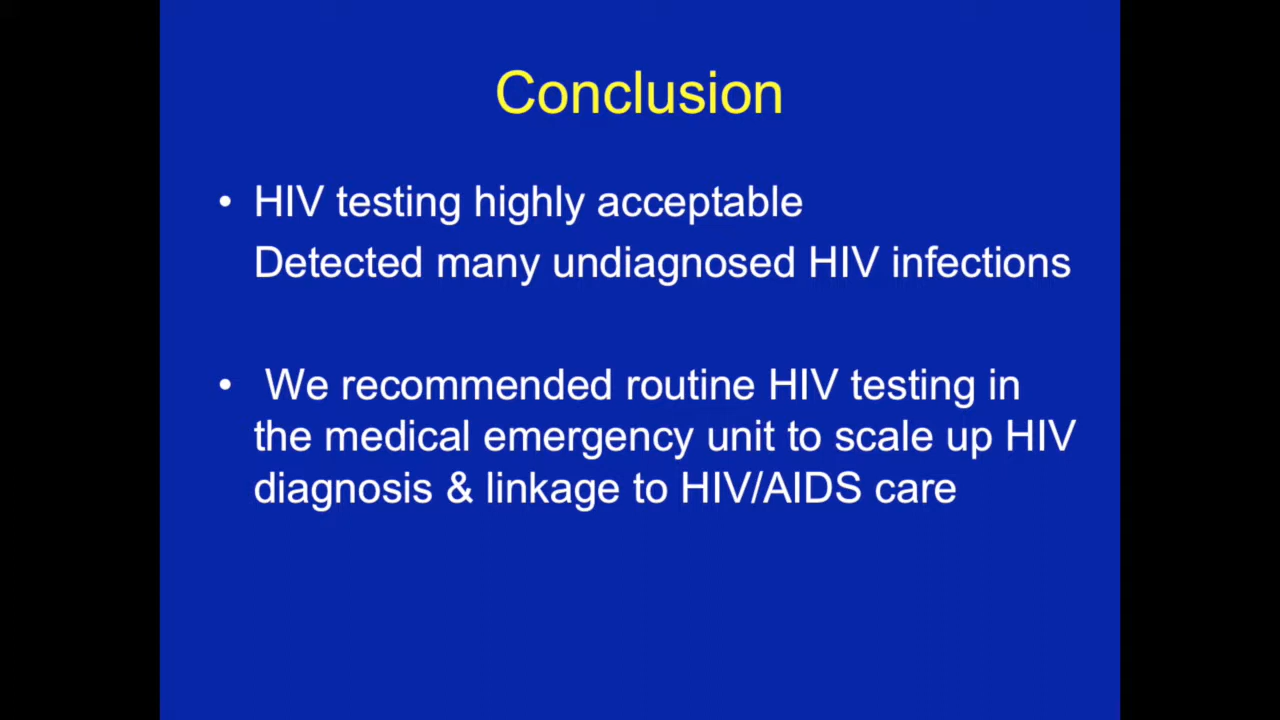 Conclusion
• HIV testing highly acceptable
Detected many undiagnosed HIV infections
• We recommended routine HIV testing in
the medical emergency unit to scale up HIV
diagnosis & linkage to HIV/AIDS care